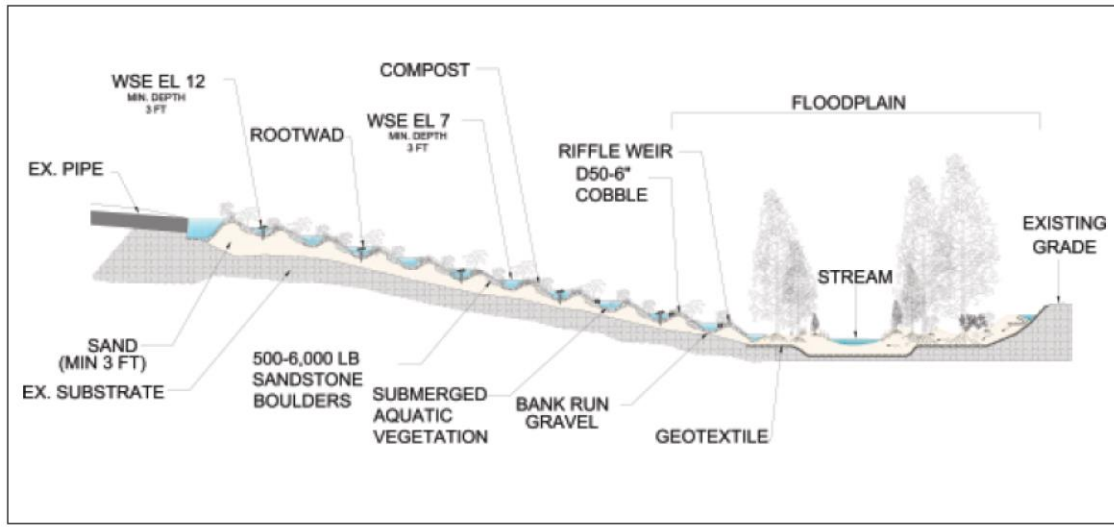 WSE EL 12
MIN. DEPTH
3 FT
COMPOST
WSE EL 7
MIN. DEPTH
3 FT
ROOTWAD
FLOODPLAIN
RIFFLE WEIR
D50-6"
COBBLE
EX. PIPE
EXISTING
GRADE
STREAM
SAND
(MIN 3 FT)
EX. SUBSTRATE
500-6,000 LB
SANDSTONE
BOULDERS
SUBMERGED
AQUATIC
VEGETATION
BANK RUN
GRAVEL
GEOTEXTILE